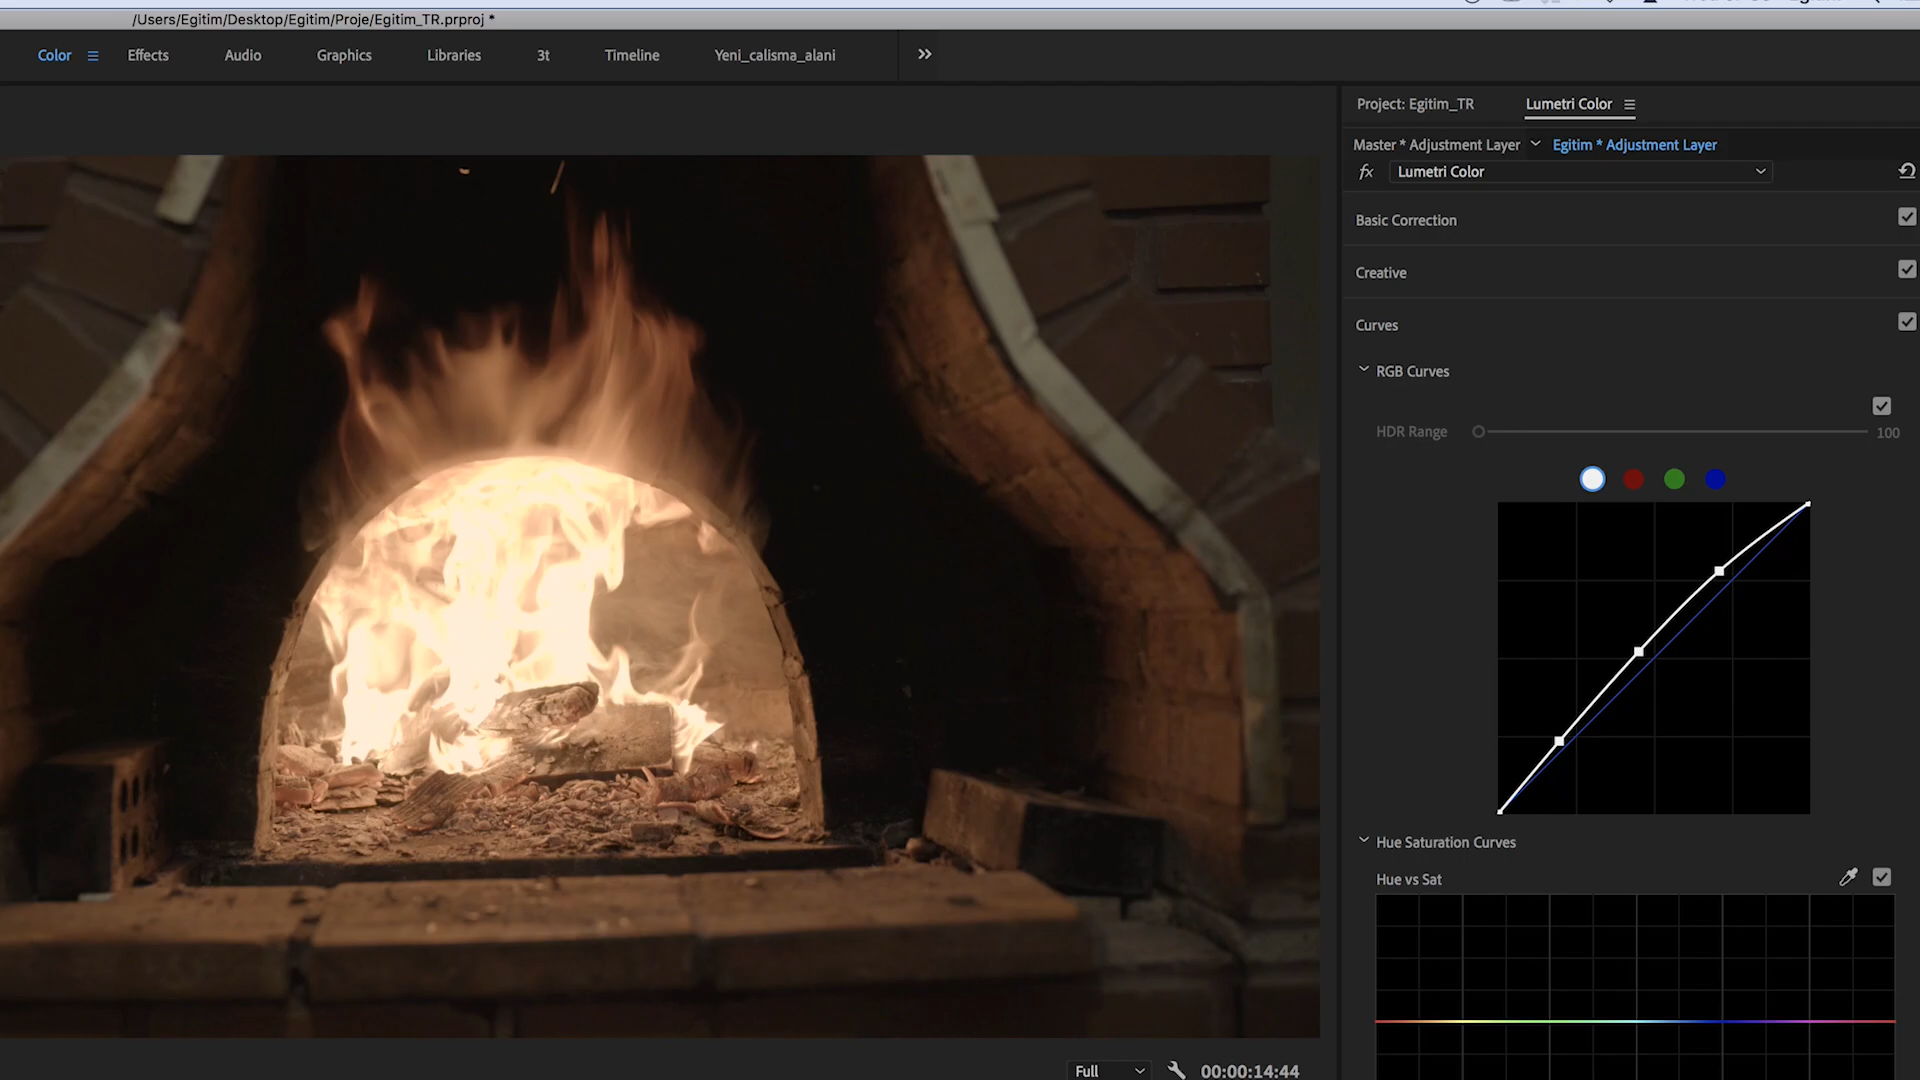 /Users/Egitim/Desktop/Egitim/Proje/Egitim_TR.prproj *
Color
Effects
Audio
Graphics
Libraries
3t
Timeline
Yeni_calisma_alani
Project: Egitim_TR
Lumetri Color
Master * Adjustment Layer
Egitim * Adjustment Layer
fx
Lumetri Color
Basic Correction
Creative
Curves
RGB Curves
HDR Range
100
Hue Saturation Curves
Hue vs Sat
Full
00:00:14:44